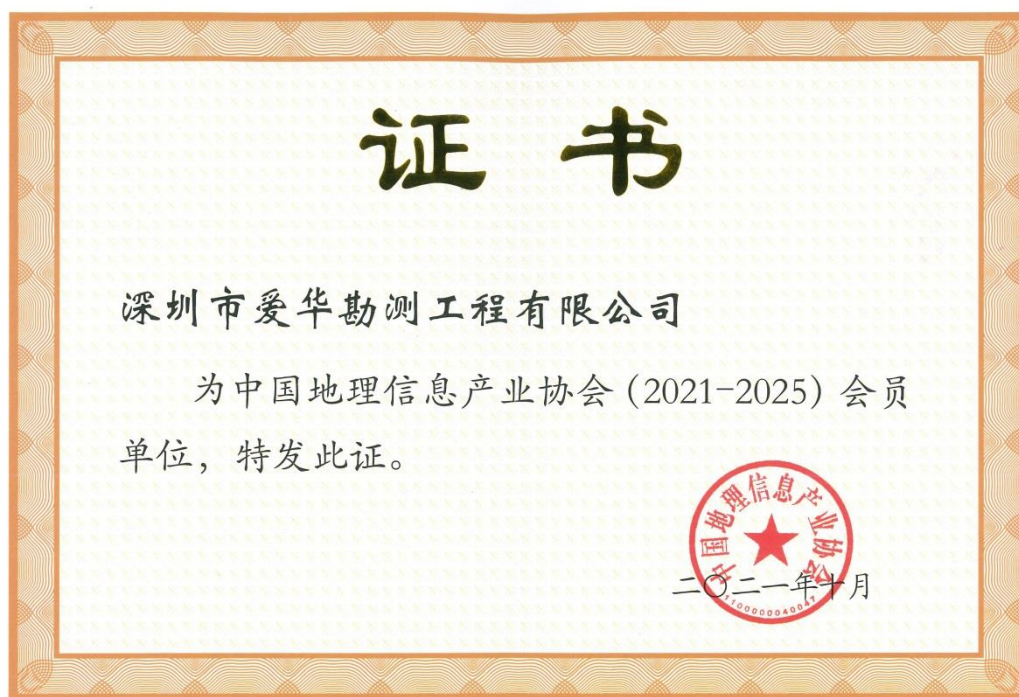 证书
深圳市爱华勘测工程有限公司
为中国地理信息产业协会(2021-2025)会员
单位，特发此证。
中国地理信息产业协会
二〇二一年十月
1100000040047